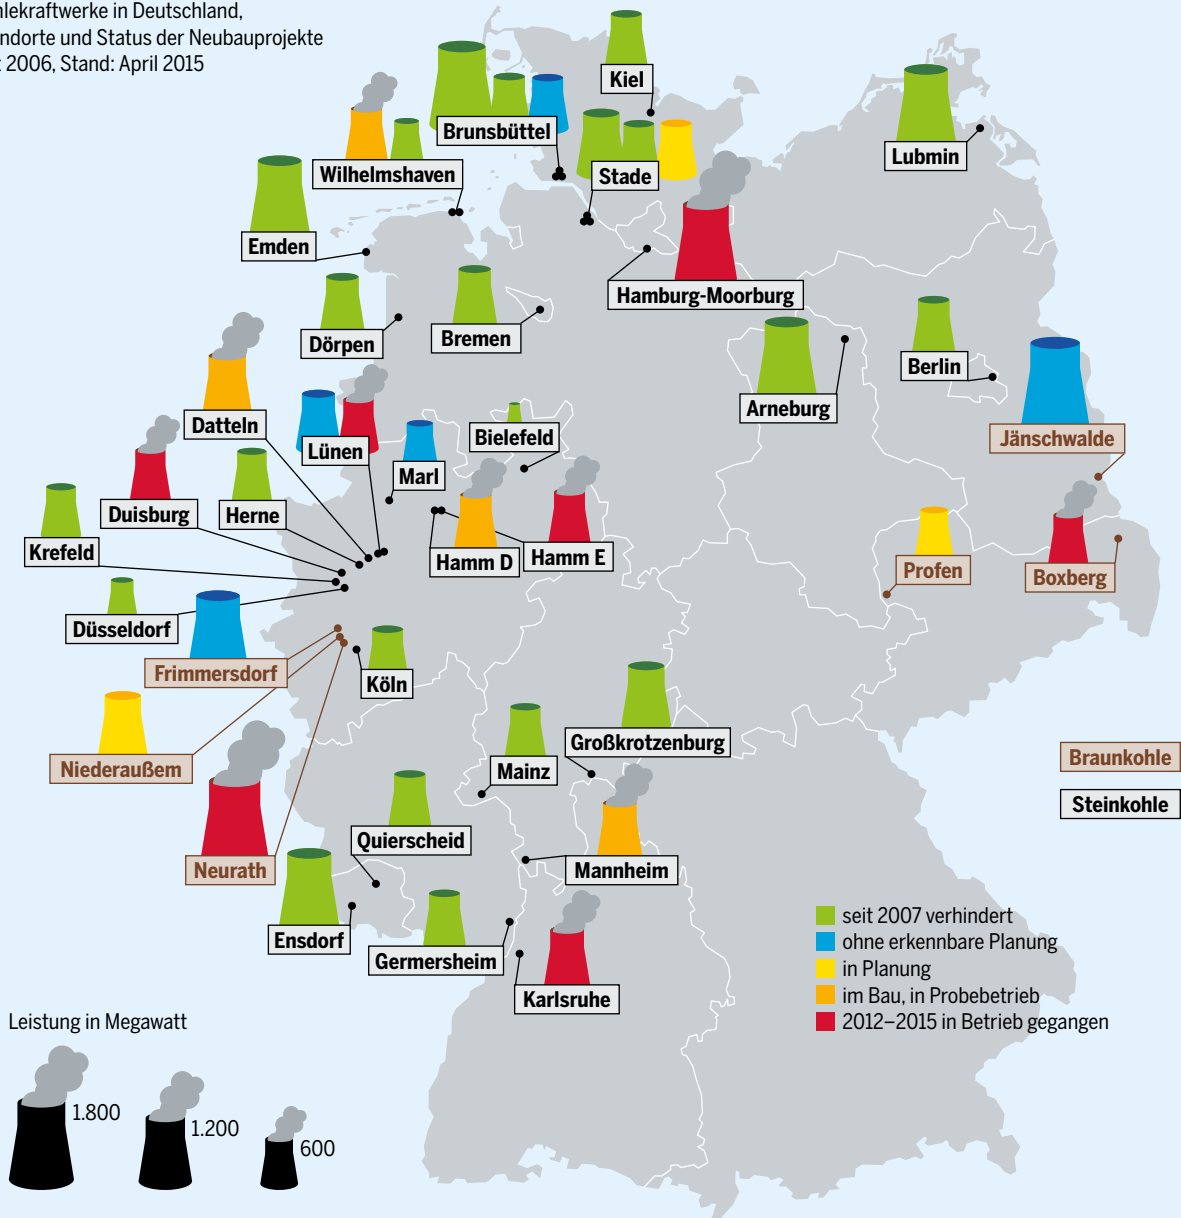 hlekraftwerke in Deutschland,
ndorte und Status der Neubauprojekte
t 2006, Stand: April 2015
Kiel
Brunsbüttel
Lubmin
Wilhelmshaven
Stade
Emden
Hamburg-Moorburg
Bremen
Dörpen
Berlin
Arneburg
Datteln
Bielefeld
Jänschwalde
Lünen
Marl
Duisburg
Herne
Krefeld
Hamm D
Hamm E
Profen
Boxberg
Düsseldorf
Frimmersdorf
Köln
Großkrotzenburg
Niederaußem
Mainz
Braunkohle
Steinkohle
Quierscheid
Neurath
Mannheim
Ensdorf
Germersheim
Karlsruhe
seit 2007 verhindert
ohne erkennbare Planung
in Planung
im Bau, in Probebetrieb
2012–2015 in Betrieb gegangen
Leistung in Megawatt
1.800
1.200
600